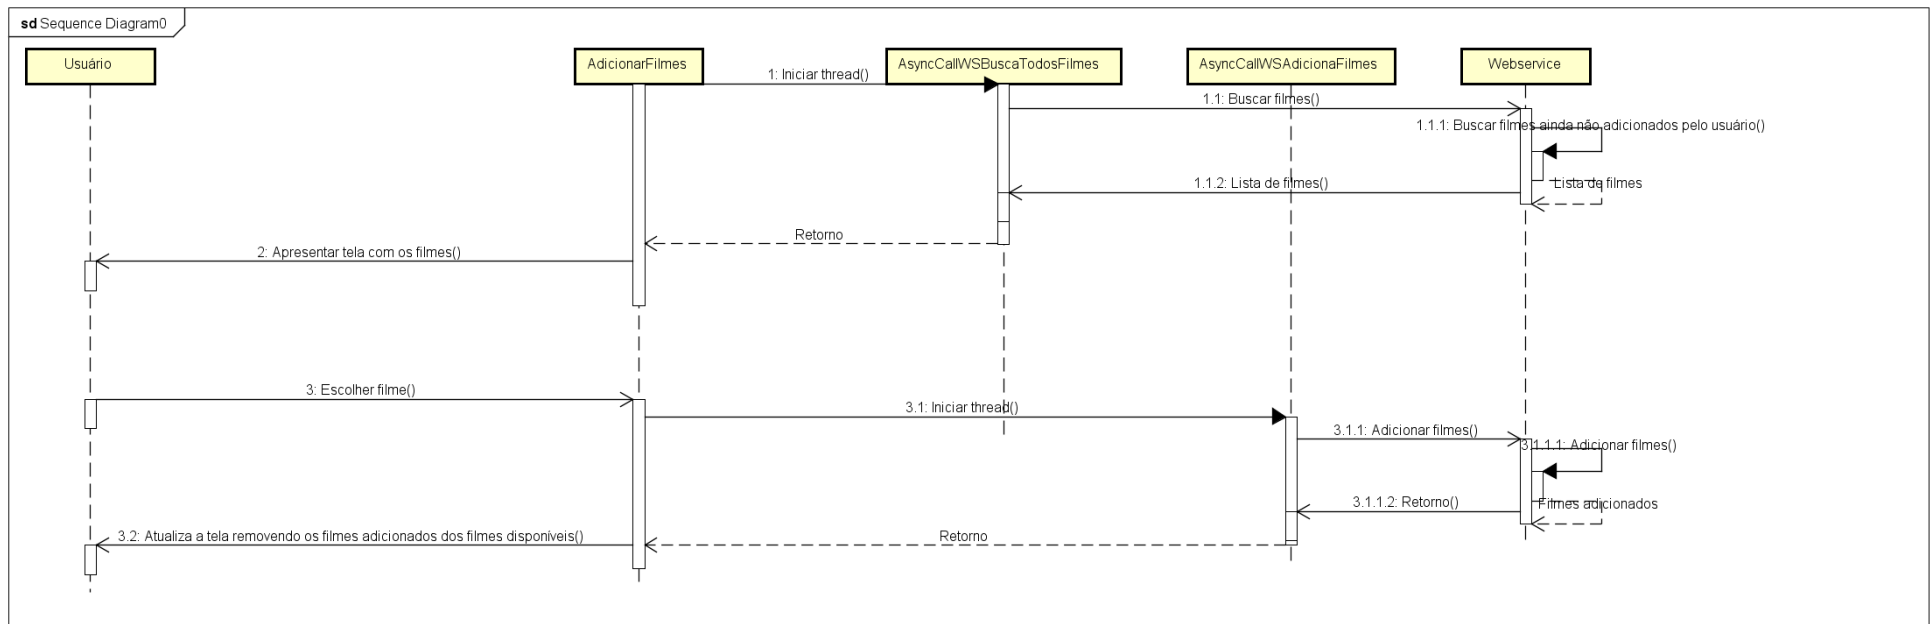 sd Sequence Diagram0
Usuário
AdicionarFilmes
AsyncCallWSBuscaTodosFilmes
AsyncCallWSAdicionaFilmes
Webservice
1: Iniciar thread()
1.1: Buscar filmes()
1.1.1: Buscar filmes ainda não adicionados pelo usuário()
1.1.2: Lista de filmes()
Lista de filmes
Retorno
2: Apresentar tela com os filmes()
3: Escolher filme()
3.1: Iniciar thread()
3.1.1: Adicionar filmes()
3.1.1.1: Adicionar filmes()
3.1.1.2: Retorno()
Filmes adicionados
3.2: Atualiza a tela removendo os filmes adicionados dos filmes disponíveis()
Retorno